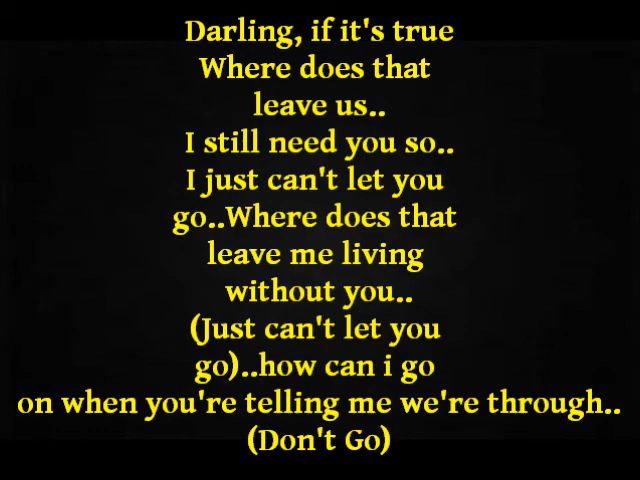 Darling, if it's true
Where does that
leave us..
I still need you so..
I just can't let you
go..Where does that
leave me living
without you..
(Just can't let you
go)..how can i go
on when you're telling me we're through..
(Don't Go)